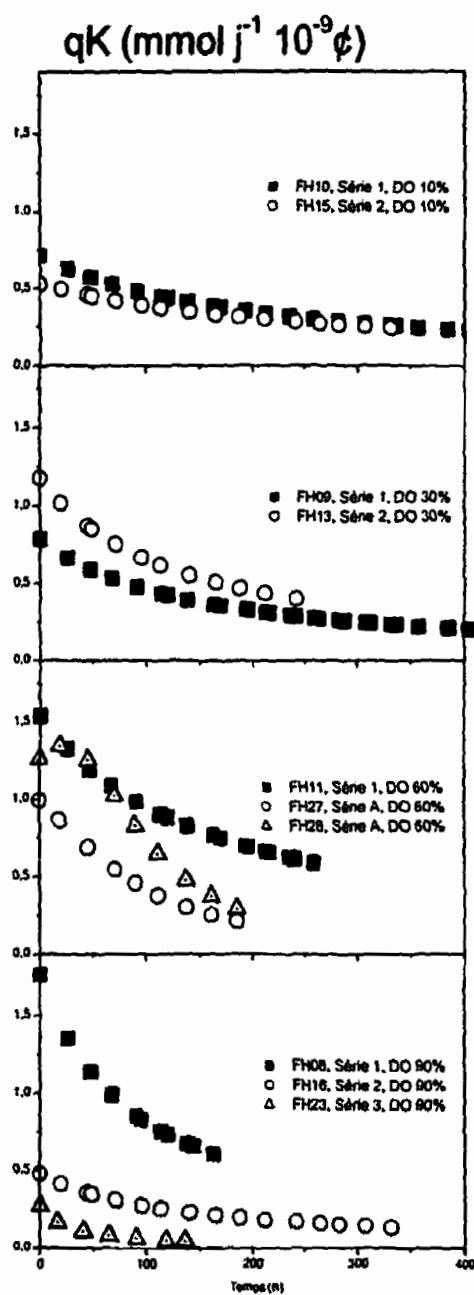 qK (mmol j⁻¹ 10⁻⁹¢)
1,5
1,0
0,5
0,0
FH10, Série 1, DO 10%
FH15, Série 2, DO 10%
1,5
1,0
0,5
0,0
FH09, Série 1, DO 30%
FH13, Série 2, DO 30%
1,5
1,0
0,5
0,0
FH11, Série 1, DO 60%
FH27, Série A, DO 60%
FH28, Série A, DO 60%
1,5
1,0
0,5
0,0
FH08, Série 1, DO 90%
FH16, Série 2, DO 90%
FH23, Série 3, DO 90%
0 100 200 300 400
Temps (h)